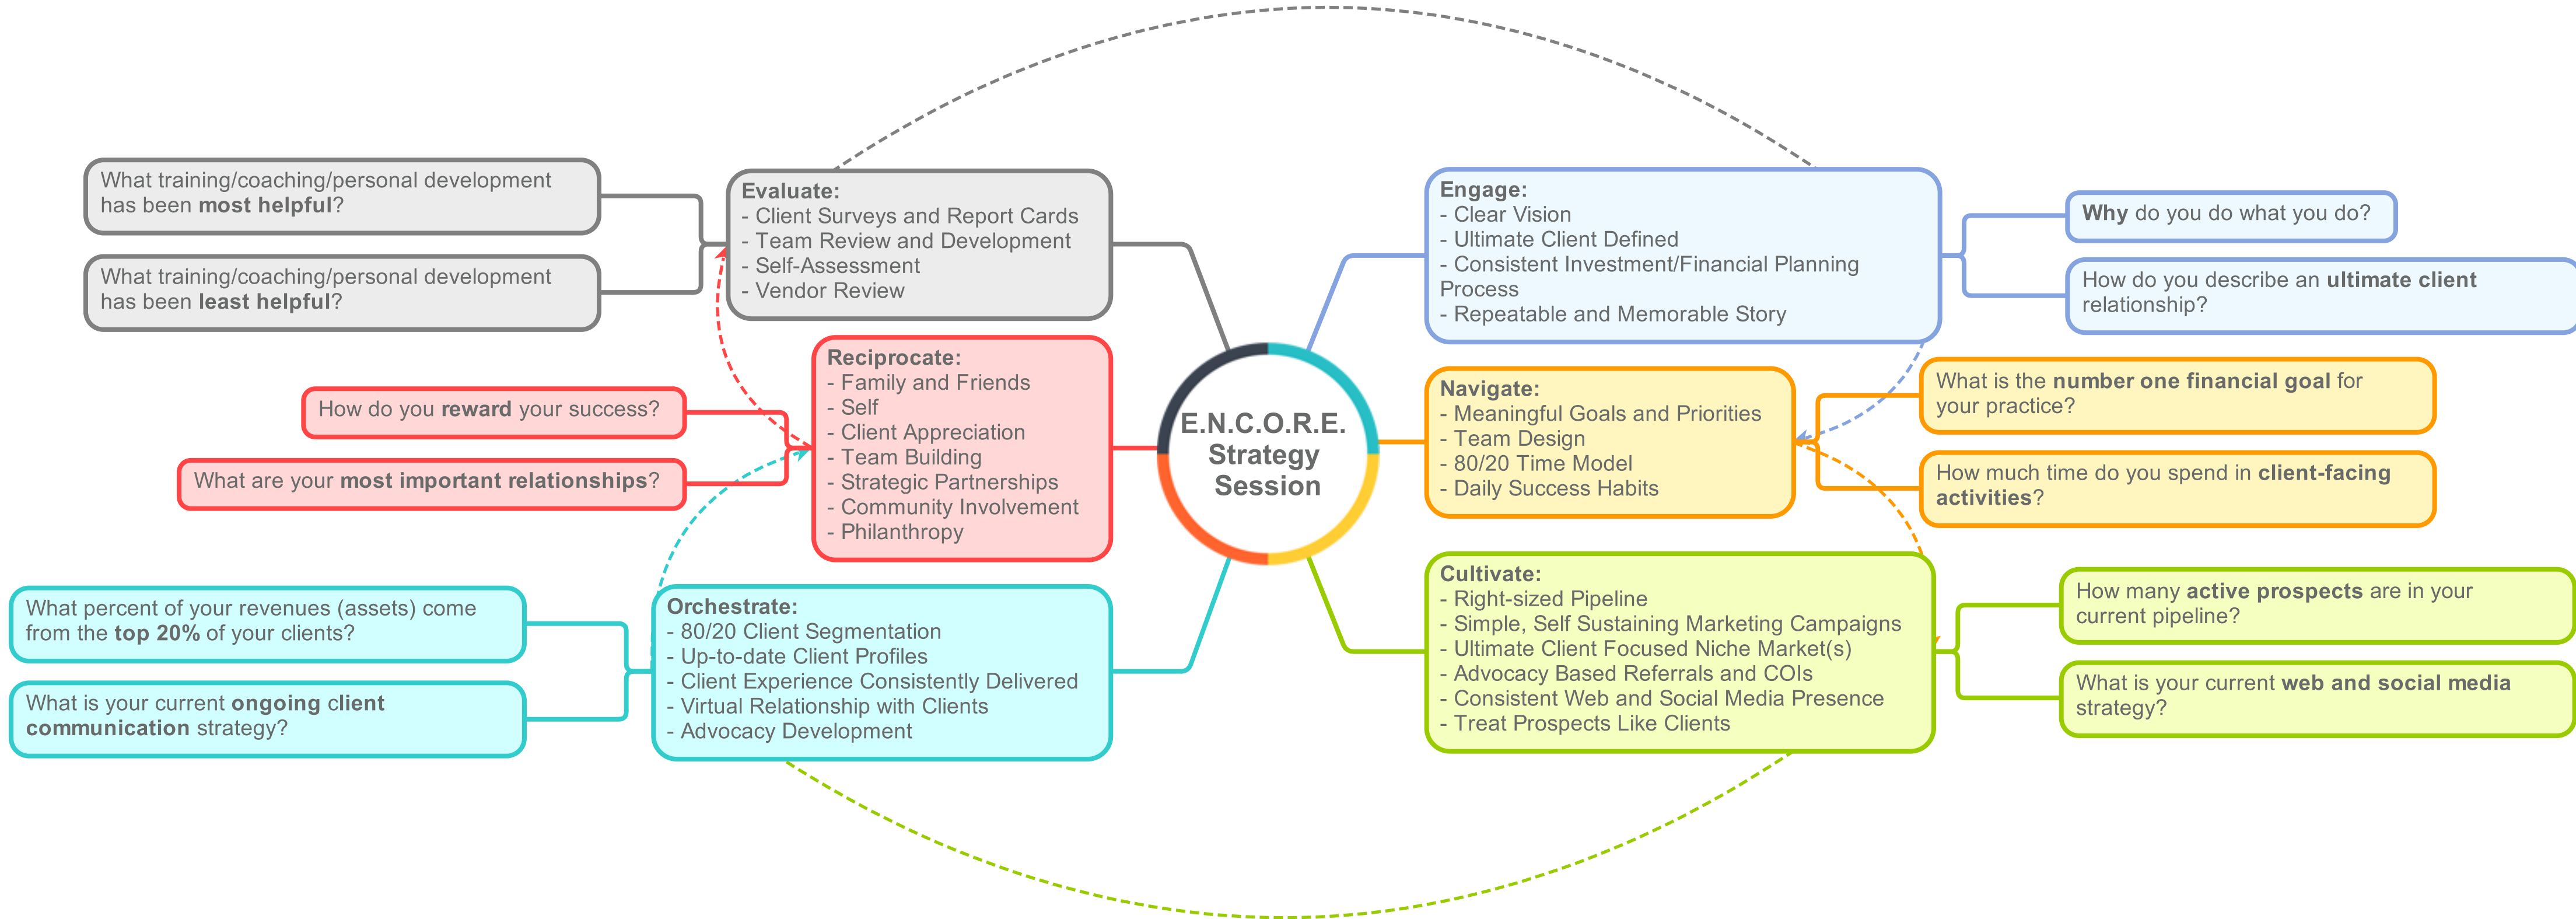 E.N.C.O.R.E.
Strategy
Session
Engage:
- Clear Vision
- Ultimate Client Defined
- Consistent Investment/Financial Planning
Process
- Repeatable and Memorable Story
Why do you do what you do?
How do you describe an ultimate client
relationship?
Navigate:
- Meaningful Goals and Priorities
- Team Design
- 80/20 Time Model
- Daily Success Habits
What is the number one financial goal for
your practice?
How much time do you spend in client-facing
activities?
Cultivate:
- Right-sized Pipeline
- Simple, Self Sustaining Marketing Campaigns
- Ultimate Client Focused Niche Market(s)
- Advocacy Based Referrals and COIs
- Consistent Web and Social Media Presence
- Treat Prospects Like Clients
How many active prospects are in your
current pipeline?
What is your current web and social media
strategy?
Orchestrate:
- 80/20 Client Segmentation
- Up-to-date Client Profiles
- Client Experience Consistently Delivered
- Virtual Relationship with Clients
- Advocacy Development
What percent of your revenues (assets) come
from the top 20% of your clients?
What is your current ongoing client
communication strategy?
Reciprocate:
- Family and Friends
- Self
- Client Appreciation
- Team Building
- Strategic Partnerships
- Community Involvement
- Philanthropy
How do you reward your success?
What are your most important relationships?
Evaluate:
- Client Surveys and Report Cards
- Team Review and Development
- Self-Assessment
- Vendor Review
What training/coaching/personal development
has been most helpful?
What training/coaching/personal development
has been least helpful?